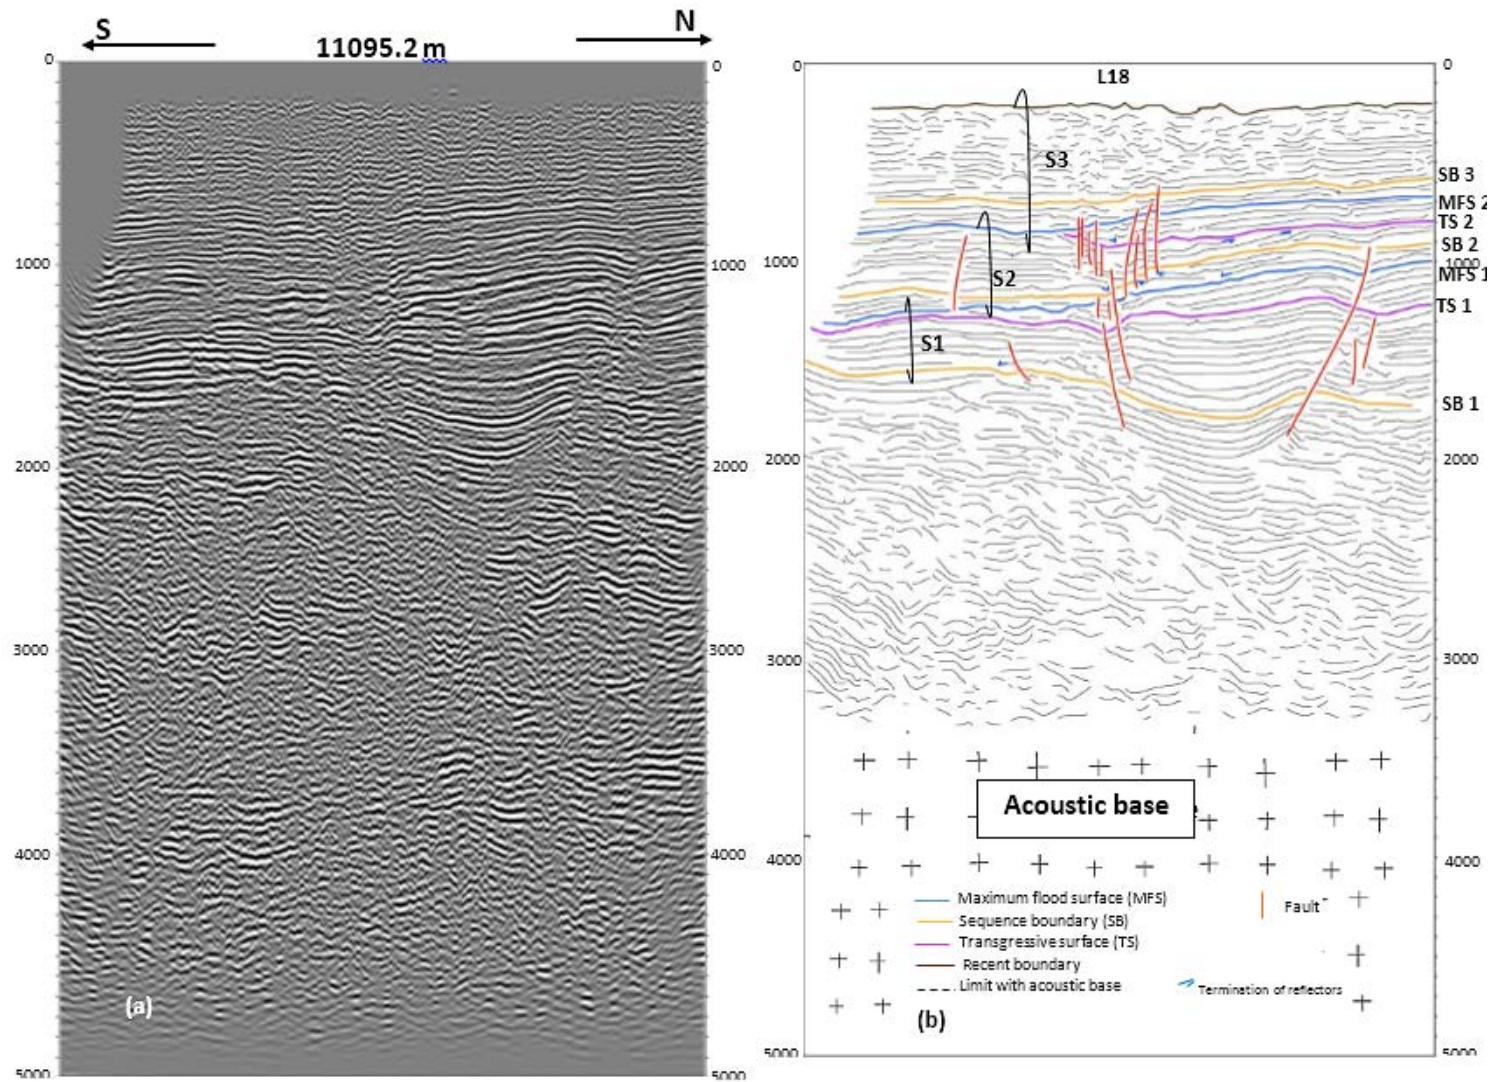 S
N
11095.2 m
0
0
1000
1000
2000
2000
3000
3000
4000
4000
5000
5000
(a)
0
0
L18
S3
SB 3
MFS 2
TS 2
SB 2
1000
1000
MFS 1
S2
TS 1
S1
SB 1
2000
2000
3000
3000
Acoustic base
4000
4000
Maximum flood surface (MFS)
Fault
Sequence boundary (SB)
Transgressive surface (TS)
Recent boundary
Limit with acoustic base
Termination of reflectors
(b)
5000
5000